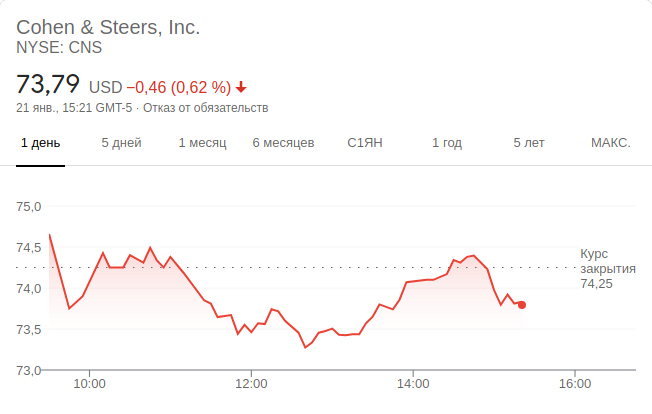 Cohen & Steers, Inc.
NYSE: CNS
73,79 USD −0,46 (0,62 %)
21 янв., 15:21 GMT-5 · Отказ от обязательств
1 день 5 дней 1 месяц 6 месяцев С1ЯН 1 год 5 лет МАКС.
75,0
74,5
74,0
73,5
73,0
Курс
закрытия
74,25
10:00 12:00 14:00 16:00